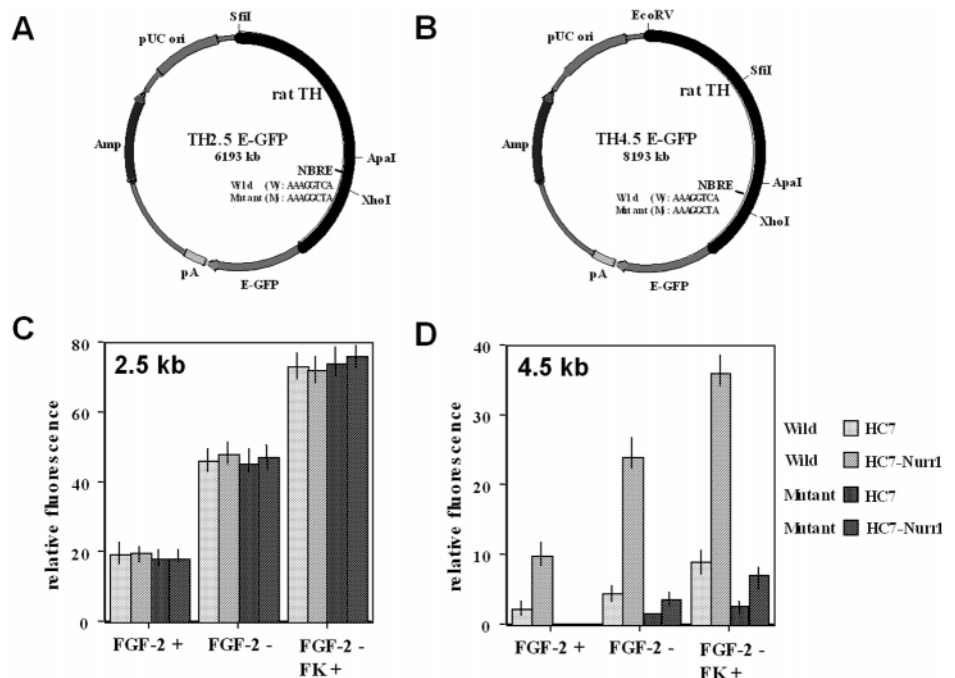 A
SfiI
pUC ori
rat TH
TH2.5 E-GFP
6193 kb
Amp
ApaI
NBRE
Wild (W): AAAGGTCA
Mutant (M): AAAGGCTA
XhoI
pA
E-GFP
B
EcoRV
pUC ori
SfiI
rat TH
TH4.5 E-GFP
8193 kb
Amp
ApaI
NBRE
Wild (W): AAAGGTCA
Mutant (M): AAAGGCTA
XhoI
pA
E-GFP
C
2.5 kb
relative fluorescence
80
60
40
20
0
FGF-2 +
FGF-2 -
FGF-2 -
FK +
D
4.5 kb
relative fluorescence
40
30
20
10
0
FGF-2 +
FGF-2 -
FGF-2 -
FK +
Wild HC7
Wild HC7-Nurr1
Mutant HC7
Mutant HC7-Nurr1